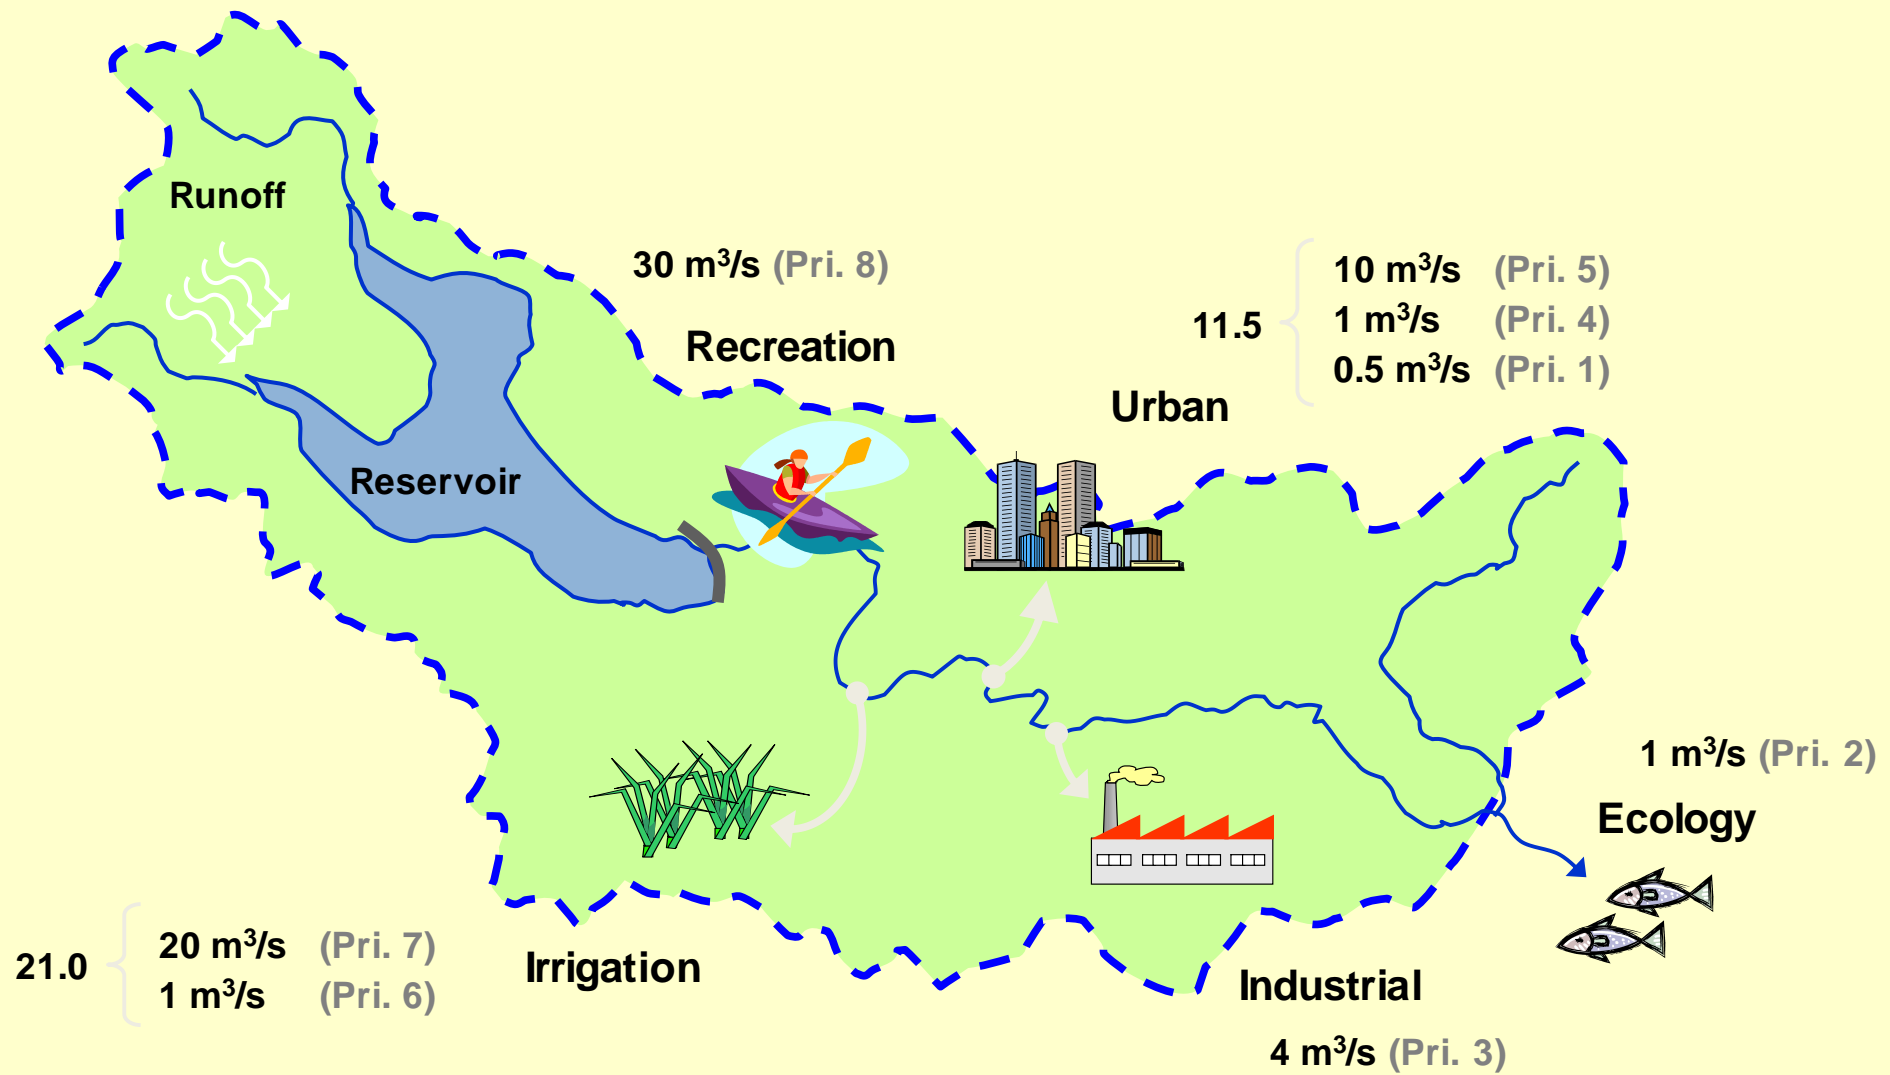 Runoff
Reservoir
30 m³/s (Pri. 8)
Recreation
11.5
10 m³/s (Pri. 5)
1 m³/s (Pri. 4)
0.5 m³/s (Pri. 1)
Urban
1 m³/s (Pri. 2)
Ecology
21.0
20 m³/s (Pri. 7)
1 m³/s (Pri. 6)
Irrigation
Industrial
4 m³/s (Pri. 3)